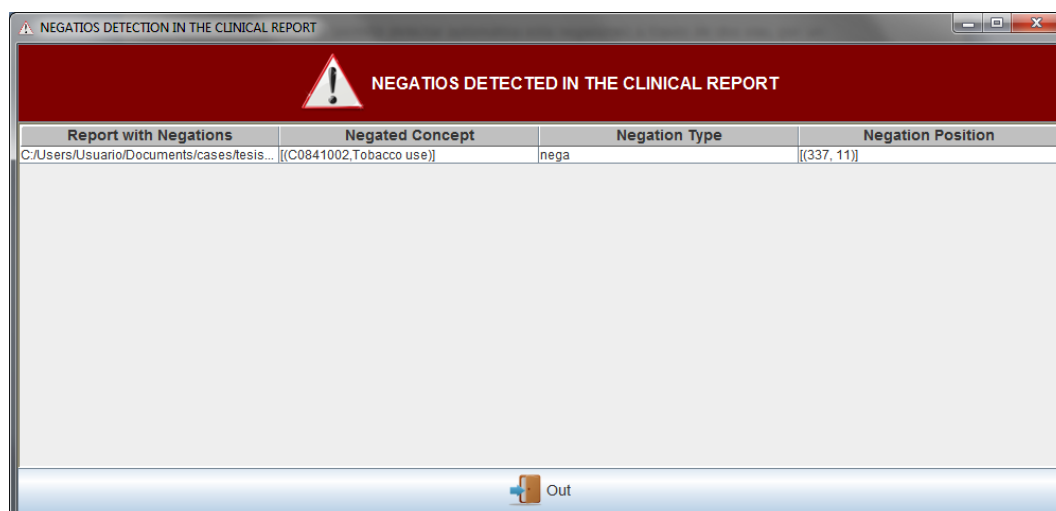 NEGATIOS DETECTION IN THE CLINICAL REPORT
NEGATIOS DETECTED IN THE CLINICAL REPORT
Report with Negations Negated Concept Negation Type Negation Position
C:/Users/Usuario/Documents/cases/tesis... [(C0841002,Tobacco use)] nega [(337, 11)]
Out